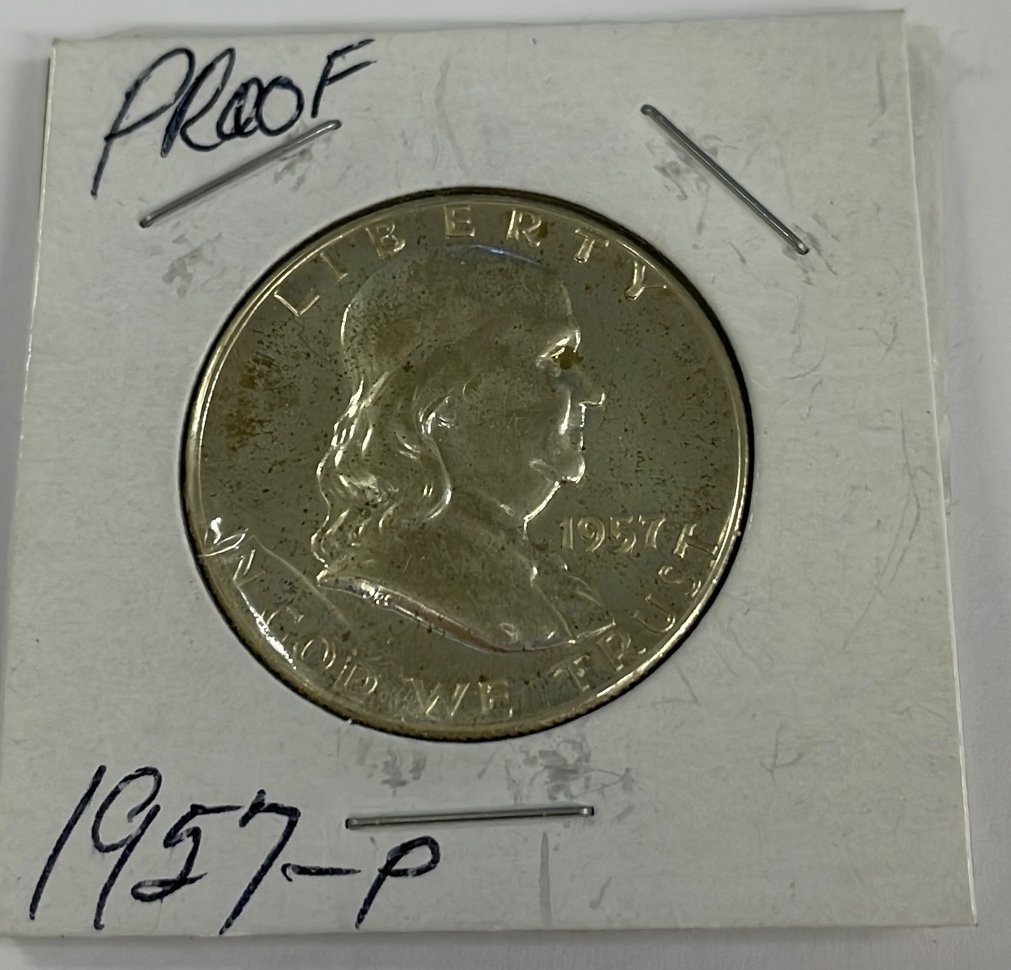 PROOF
LIBERTY
1957
IN GOD WE TRUST
1957-P